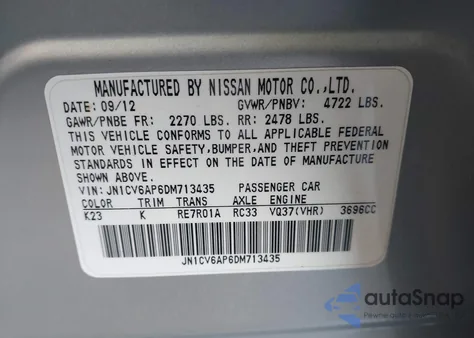 MANUFACTURED BY NISSAN MOTOR CO.,LTD.
DATE: 09/12 GVWR/PNBV: 4722 LBS.
GAWR/PNBE FR: 2270 LBS. RR: 2478 LBS.
THIS VEHICLE CONFORMS TO ALL APPLICABLE FEDERAL
MOTOR VEHICLE SAFETY,BUMPER,AND THEFT PREVENTION
STANDARDS IN EFFECT ON THE DATE OF MANUFACTURE
SHOWN ABOVE.
VIN: JN1CV6AP6DM713435 PASSENGER CAR
COLOR TRIM TRANS AXLE ENGINE
K23 K RE7R01A RC33 VQ37(VHR) 3696CC
JN1CV6AP6DM713435
autoSnap